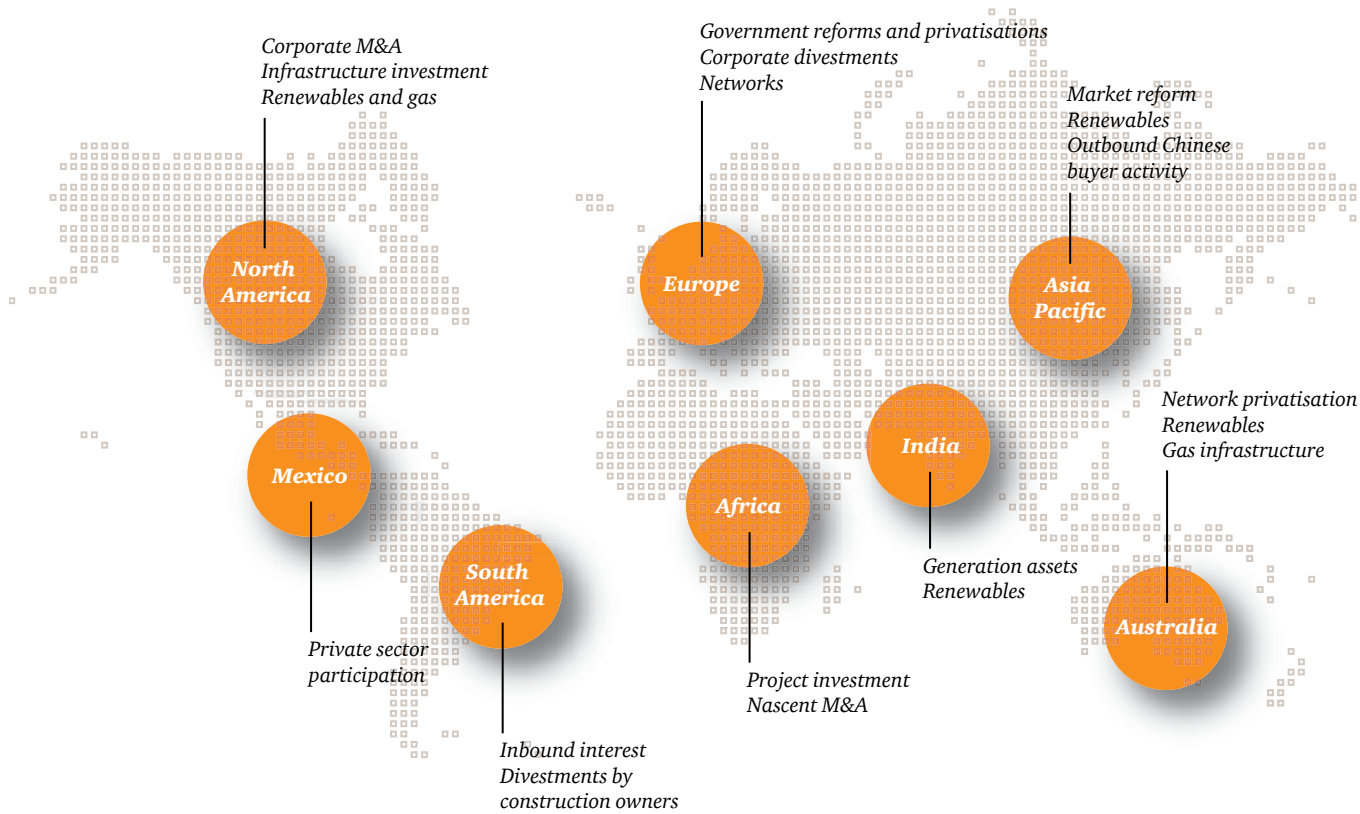 Corporate M&A
Infrastructure investment
Renewables and gas
Government reforms and privatisations
Corporate divestments
Networks
Market reform
Renewables
Outbound Chinese
buyer activity
North
America
Europe
Asia
Pacific
Network privatisation
Renewables
Gas infrastructure
Mexico
India
Africa
South
America
Generation assets
Renewables
Australia
Private sector
participation
Project investment
Nascent M&A
Inbound interest
Divestments by
construction owners